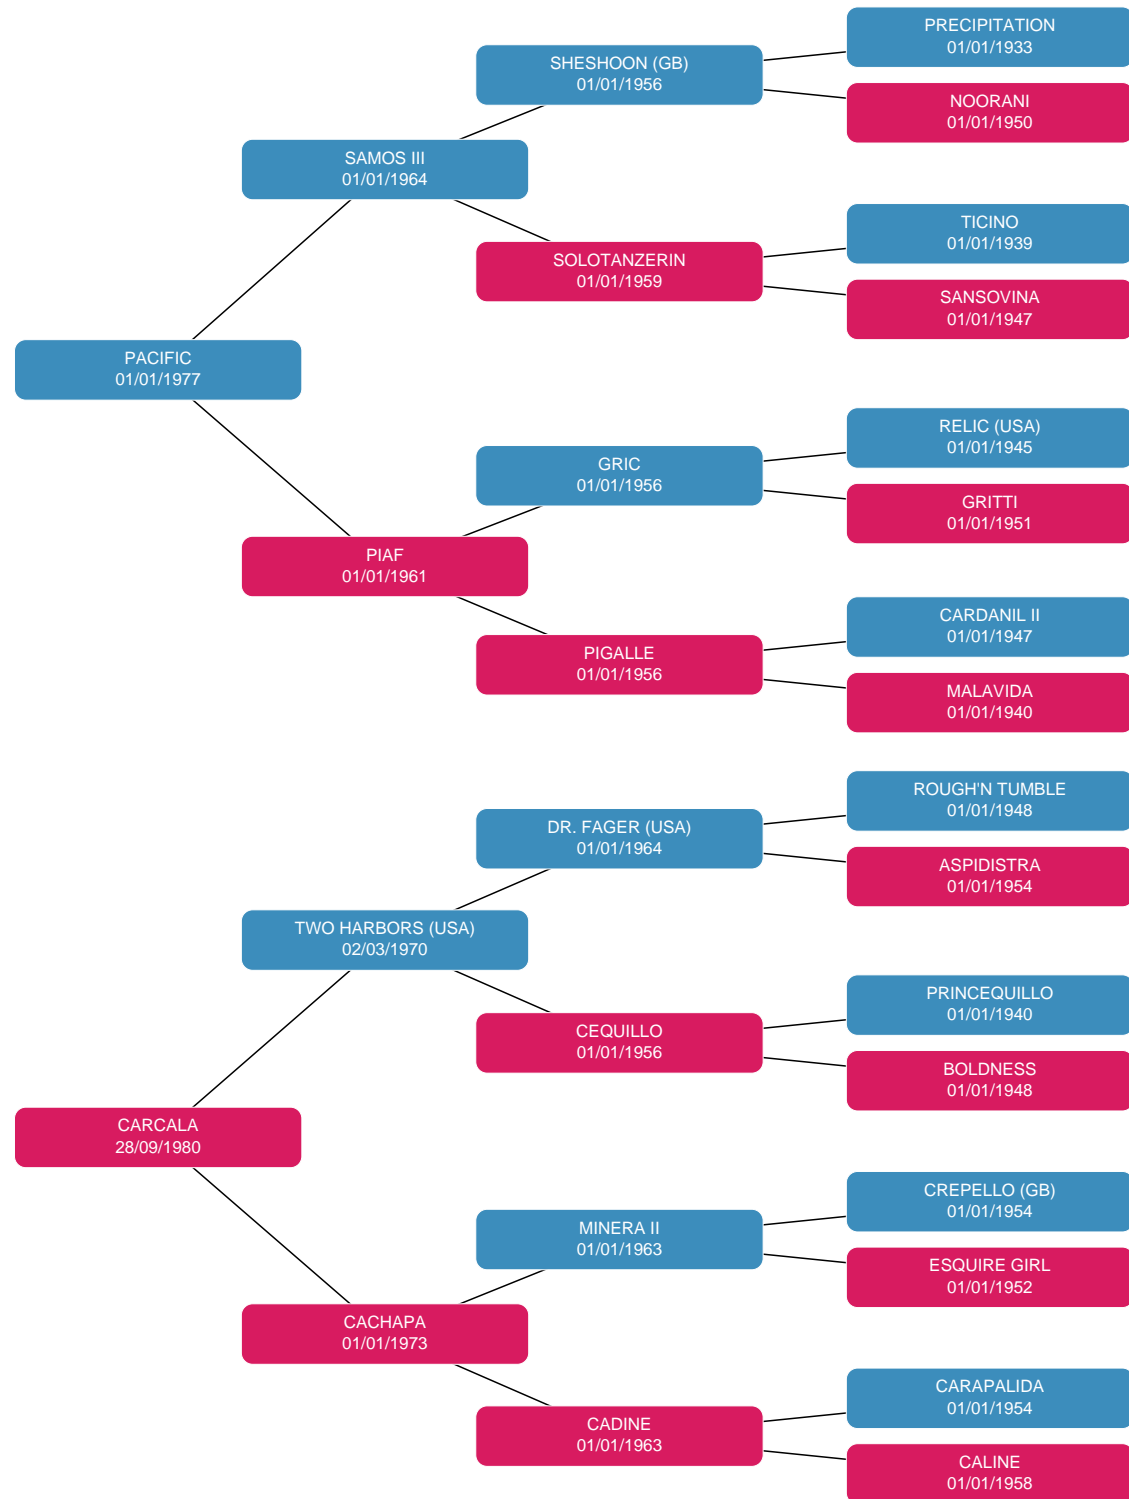 PRECIPITATION
01/01/1933
SHESHOON (GB)
01/01/1956
NOORANI
01/01/1950
SAMOS III
01/01/1964
TICINO
01/01/1939
SOLOTANZERIN
01/01/1959
SANSOVINA
01/01/1947
PACIFIC
01/01/1977
RELIC (USA)
01/01/1945
GRIC
01/01/1956
GRITTI
01/01/1951
PIAF
01/01/1961
CARDANIL II
01/01/1947
PIGALLE
01/01/1956
MALAVIDA
01/01/1940
ROUGH'N TUMBLE
01/01/1948
DR. FAGER (USA)
01/01/1964
ASPIDISTRA
01/01/1954
TWO HARBORS (USA)
02/03/1970
PRINCEQUILLO
01/01/1940
CEQUILLO
01/01/1956
BOLDNESS
01/01/1948
CARCALA
28/09/1980
CREPELLO (GB)
01/01/1954
MINERA II
01/01/1963
ESQUIRE GIRL
01/01/1952
CACHAPA
01/01/1973
CARAPALIDA
01/01/1954
CADINE
01/01/1963
CALINE
01/01/1958